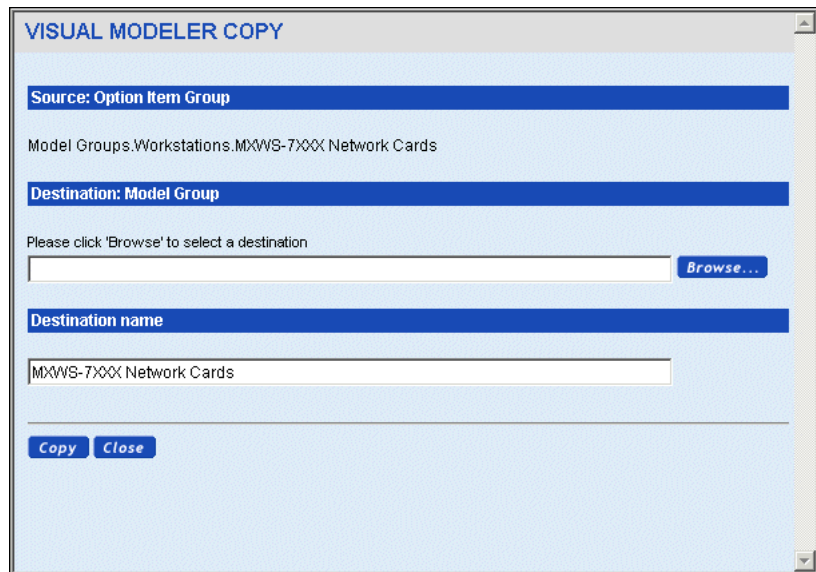 VISUAL MODELER COPY
Source: Option Item Group
Model Groups.Workstations.MXWS-7XXX Network Cards
Destination: Model Group
Please click 'Browse' to select a destination
Browse...
Destination name
MXWS-7XXX Network Cards
Copy Close